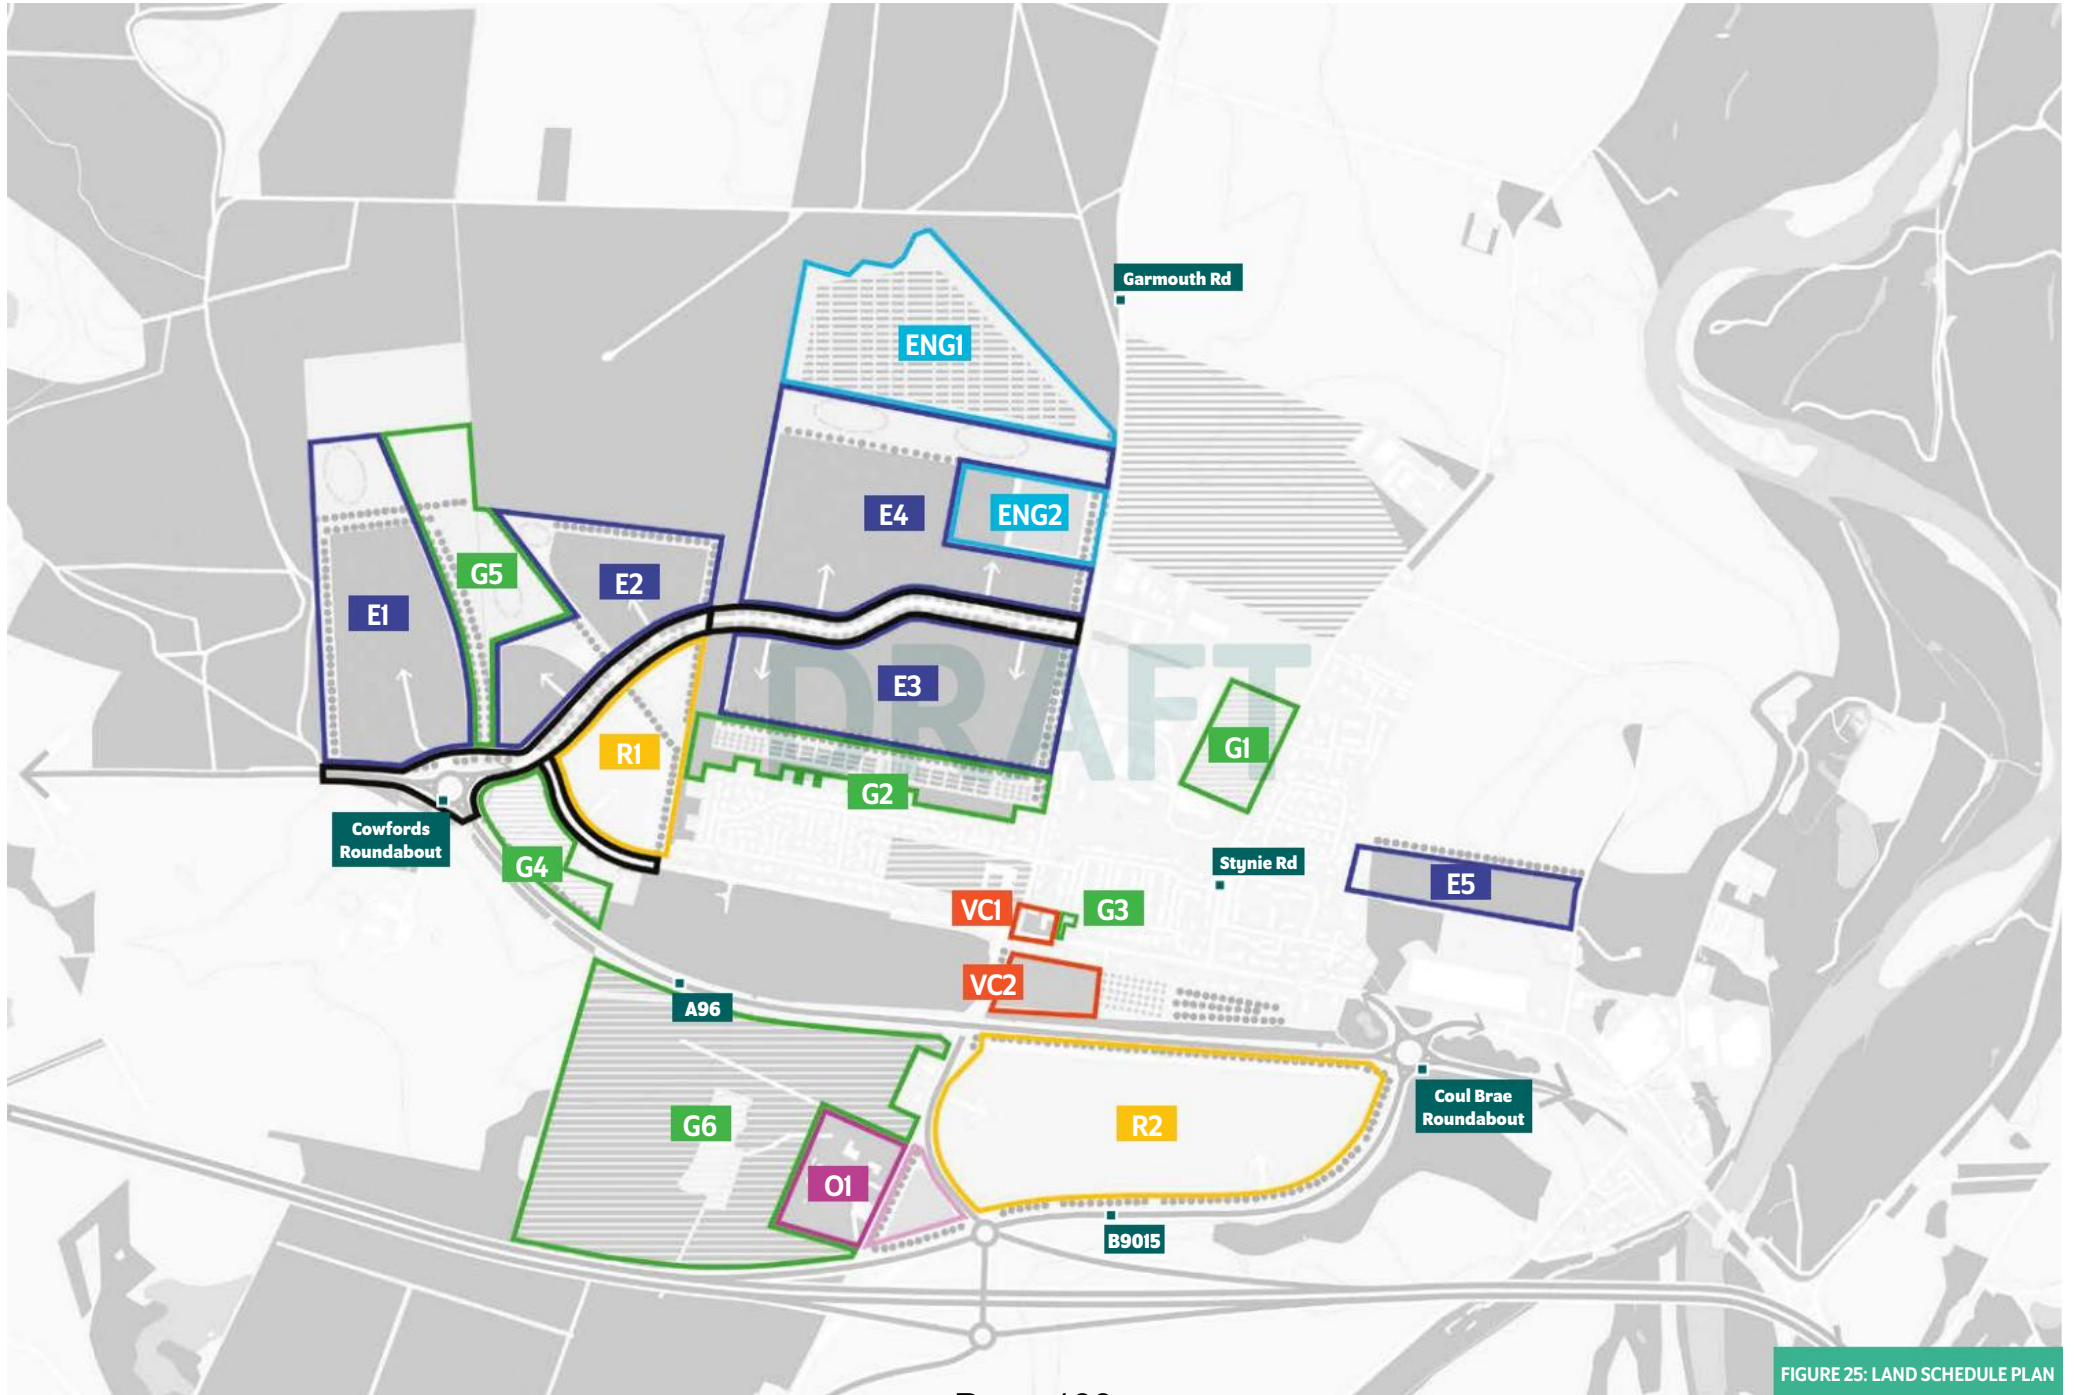 Garmouth Rd
ENG1
E4
ENG2
G5
E2
E1
DRAFT
E3
G1
R1
G2
Cowfords
Roundabout
G4
Stynie Rd
E5
VC1
G3
VC2
A96
Coul Brae
Roundabout
G6
R2
O1
B9015
FIGURE 25: LAND SCHEDULE PLAN